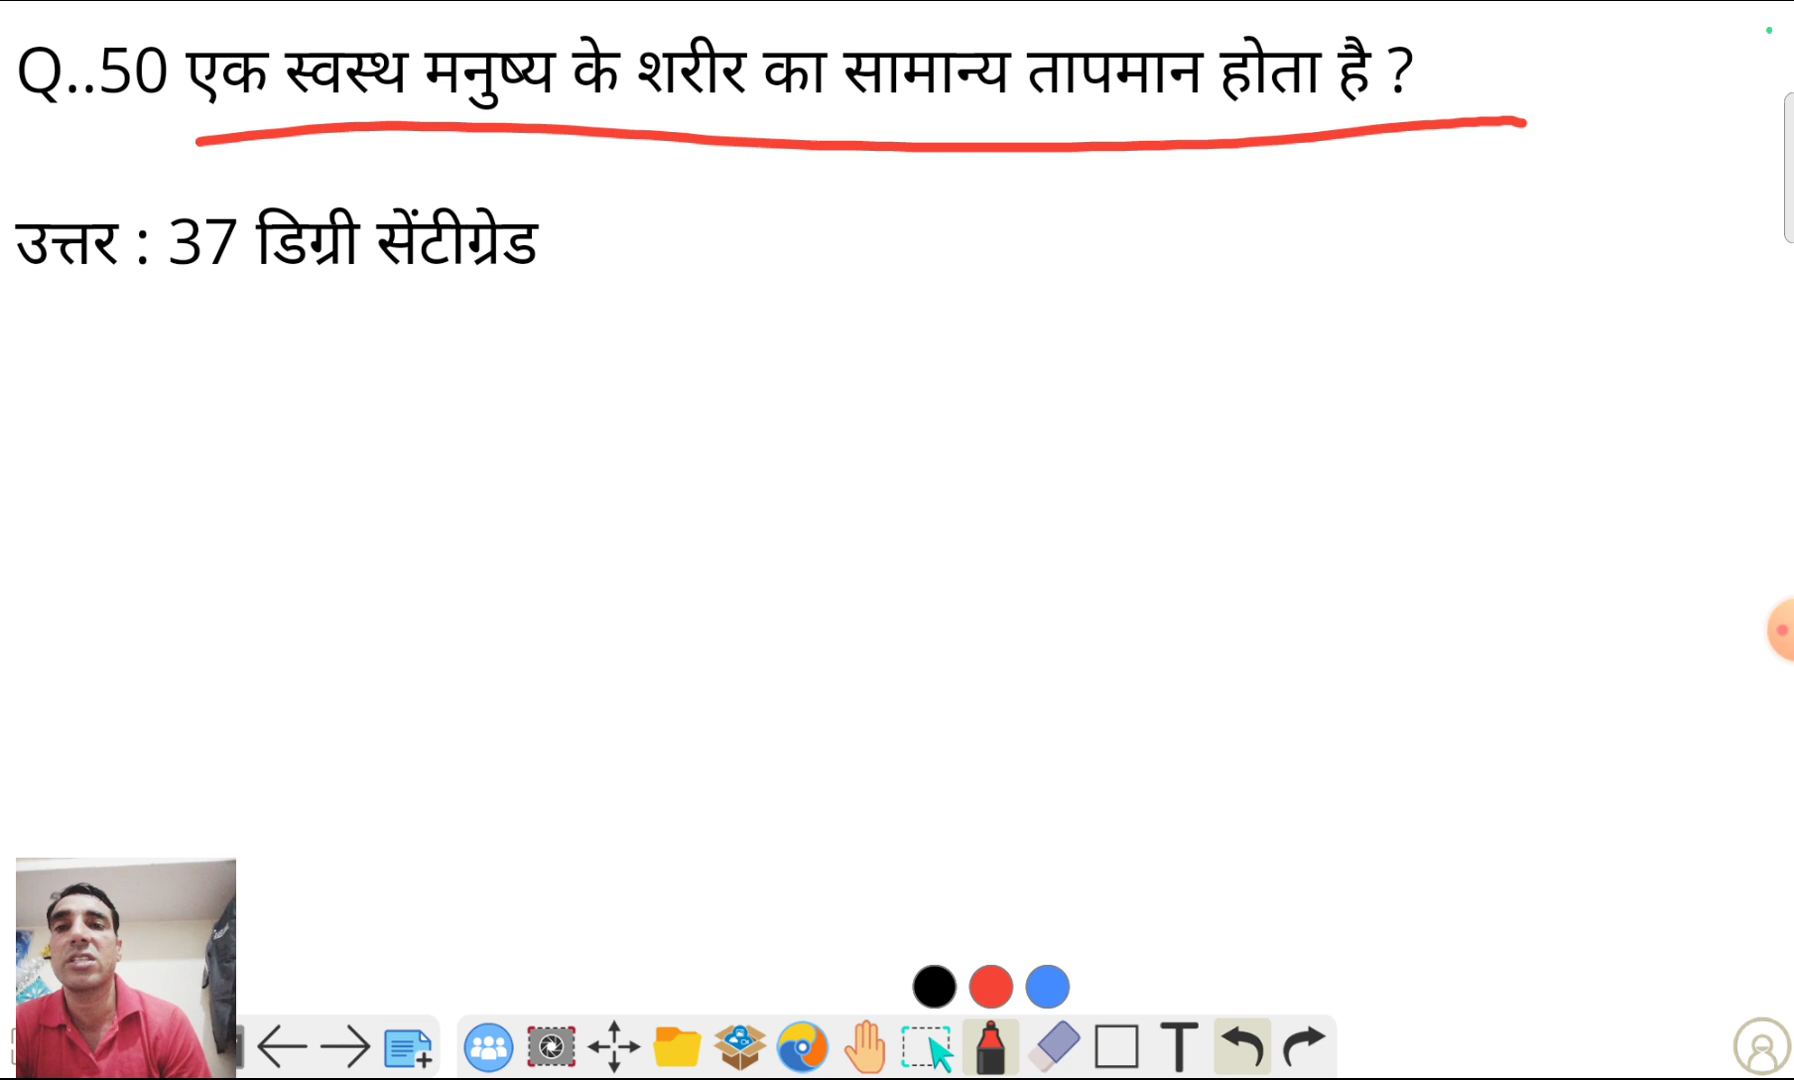 Q..50 एक स्वस्थ मनुष्य के शरीर का सामान्य तापमान होता है ?
उत्तर : 37 डिग्री सेंटीग्रेड